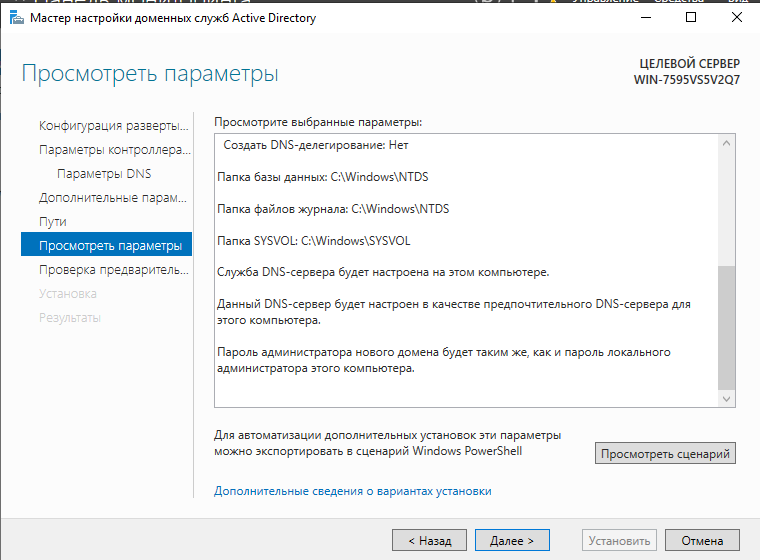 Мастер настройки доменных служб Active Directory
Просмотреть параметры
ЦЕЛЕВОЙ СЕРВЕР
WIN-7595VS5V2Q7
Конфигурация разверты...
Параметры контроллера...
Параметры DNS
Дополнительные парам...
Пути
Просмотреть параметры
Проверка предваритель...
Установка
Результаты
Просмотрите выбранные параметры:
Создать DNS-делегирование: Нет
Папка базы данных: C:\Windows\NTDS
Папка файлов журнала: C:\Windows\NTDS
Папка SYSVOL: C:\Windows\SYSVOL
Служба DNS-сервера будет настроена на этом компьютере.
Данный DNS-сервер будет настроен в качестве предпочтительного DNS-сервера для
этого компьютера.
Пароль администратора нового домена будет таким же, как и пароль локального
администратора этого компьютера.
Для автоматизации дополнительных установок эти параметры
можно экспортировать в сценарий Windows PowerShell
Просмотреть сценарий
Дополнительные сведения о вариантах установки
< Назад
Далее >
Установить
Отмена